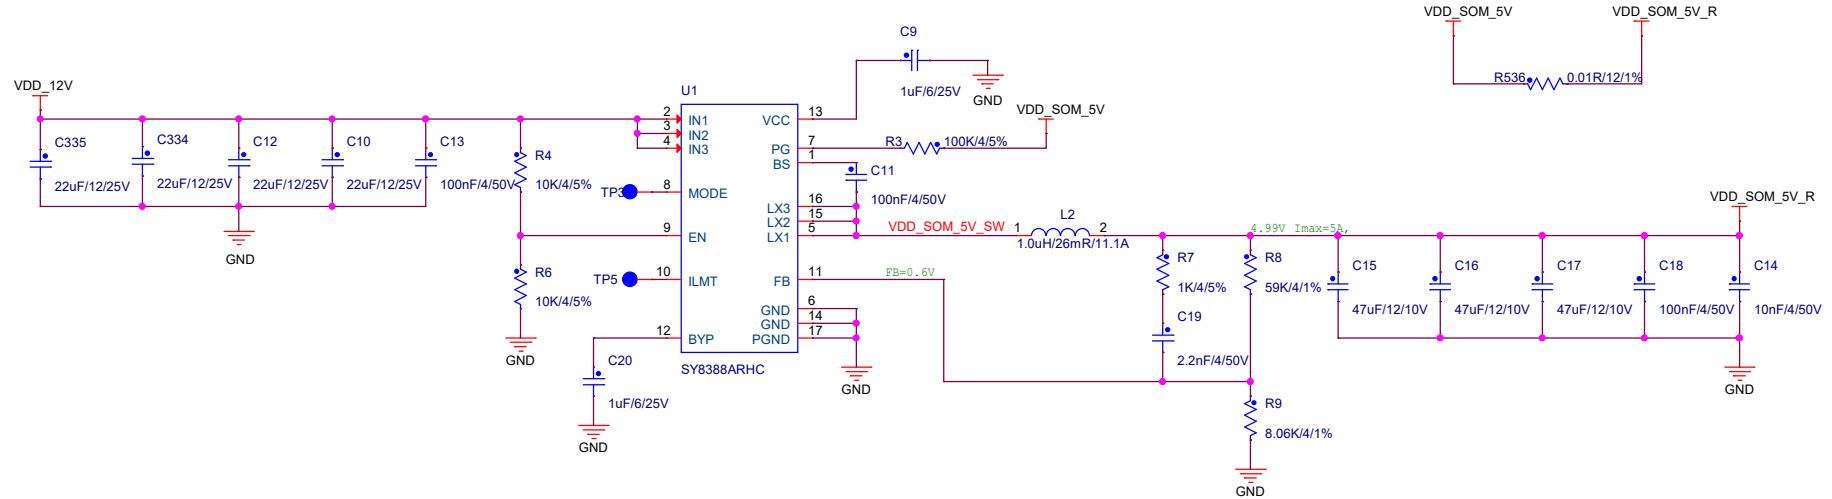 VDD_SOM_5V
VDD_SOM_5V_R
R536
0.01R/12/1%
C9
1uF/6/25V
GND
VDD_12V
U1
VDD_SOM_5V
C335
22uF/12/25V
C334
22uF/12/25V
C12
22uF/12/25V
C10
22uF/12/25V
C13
100nF/4/50V
GND
R4
10K/4/5%
R6
10K/4/5%
GND
TP3
TP5
2
IN1
3
IN2
4
IN3
8
MODE
9
EN
10
ILMT
12
BYP
C20
1uF/6/25V
GND
VCC
13
PG
7
BS
1
LX3
16
LX2
15
LX1
5
FB
11
GND
6
GND
14
PGND
17
SY8388ARHC
R3
100K/4/5%
C11
100nF/4/50V
GND
VDD_SOM_5V_SW
1
L2
2
1.0uH/26mR/11.1A
FB=0.6V
4.99V Imax=5A,
R7
1K/4/5%
C19
2.2nF/4/50V
R8
59K/4/1%
R9
8.06K/4/1%
GND
VDD_SOM_5V_R
C15
47uF/12/10V
C16
47uF/12/10V
C17
47uF/12/10V
C18
100nF/4/50V
C14
10nF/4/50V
GND